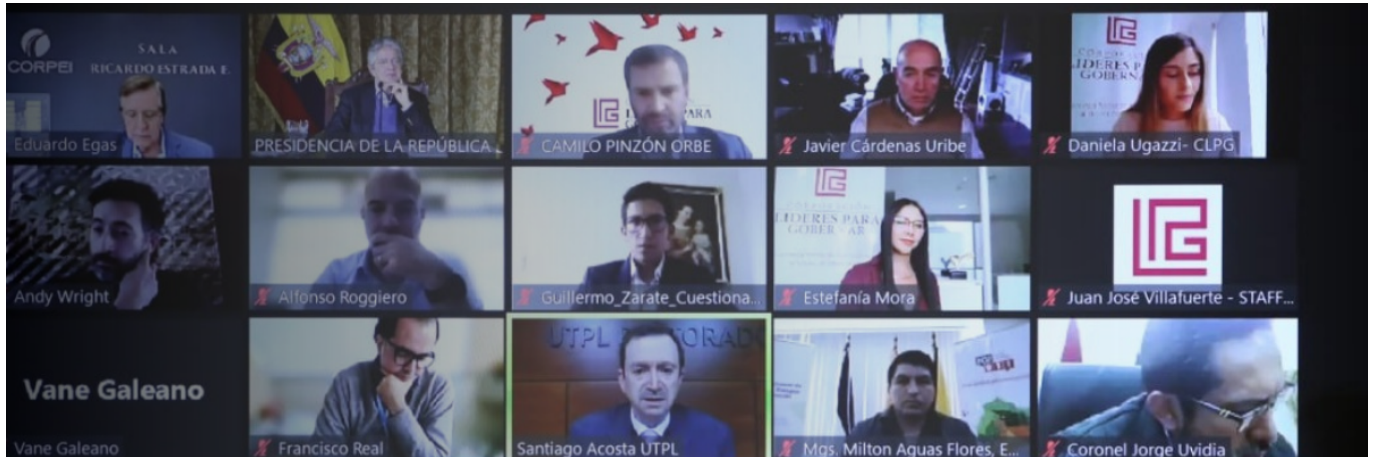 CORPEI
SALA
RICARDO ESTRADA E.
Eduardo Egas
PRESIDENCIA DE LA REPÚBLICA
CAMILO PINZÓN ORBE
Javier Cárdenas Uribe
LIDERES P
GOBERNA
Daniela Ugazzi- CLPG
Andy Wright
Alfonso Roggiero
Guillermo_Zarate_Cuestiona...
LIDERES PARA
GOBERNAR
Estefanía Mora
Juan José Villafuerte - STAFF...
Vane Galeano
Vane Galeano
Francisco Real
UTPL
Santiago Acosta UTPL
Mgs. Milton Aguas Flores, E...
Coronel Jorge Uvidia